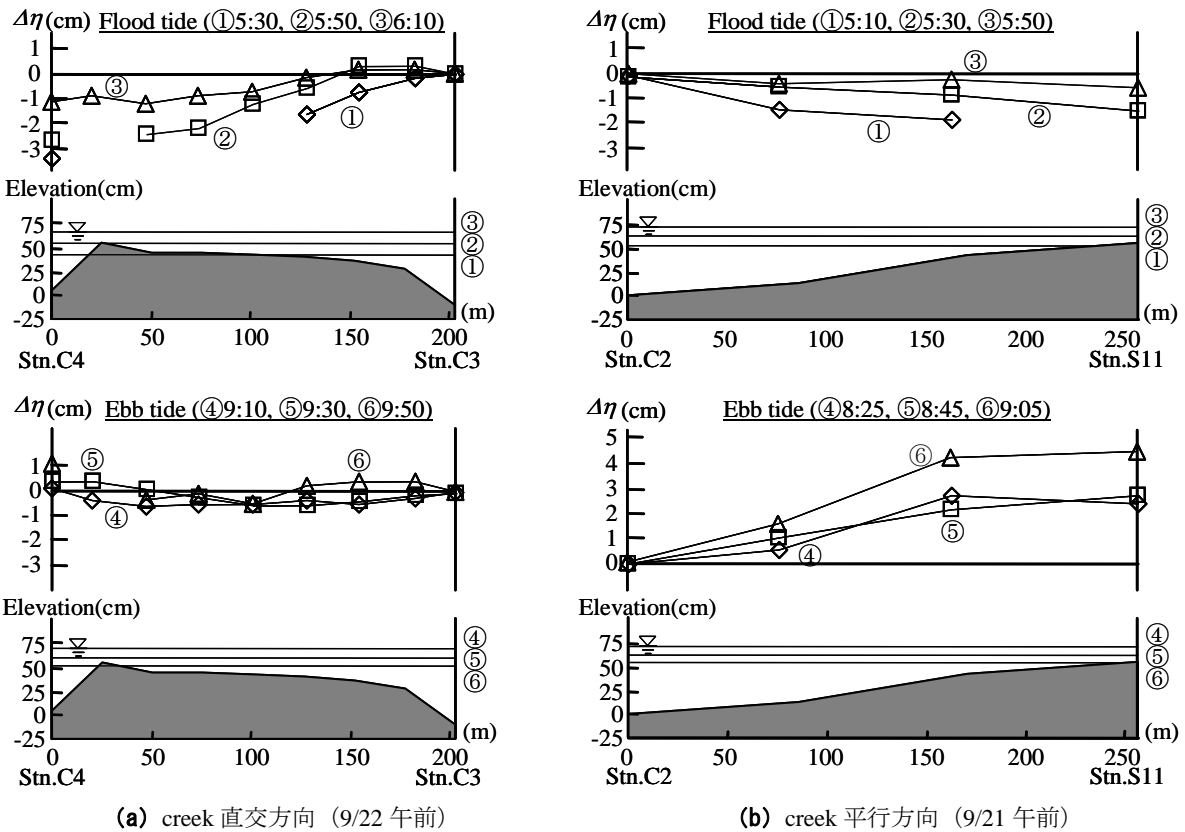 Δη (cm) Flood tide (①5:30, ②5:50, ③6:10)
1
0
-1
-2
-3
③
②
①
Elevation(cm)
75
50
25
0
-25
③
②
①
(m)
0 50 100 150 200
Stn.C4 Stn.C3
Δη (cm) Flood tide (①5:10, ②5:30, ③5:50)
1
0
-1
-2
-3
③
①
②
Elevation(cm)
75
50
25
0
-25
③
②
①
(m)
0 50 100 150 200 250
Stn.C2 Stn.S11
Δη (cm) Ebb tide (④9:10, ⑤9:30, ⑥9:50)
1
0
-1
-2
-3
⑤
⑥
④
Elevation(cm)
75
50
25
0
-25
④
⑤
⑥
(m)
0 50 100 150 200
Stn.C4 Stn.C3
Δη (cm) Ebb tide (④8:25, ⑤8:45, ⑥9:05)
5
4
3
2
1
0
⑥
④
⑤
Elevation(cm)
75
50
25
0
-25
④
⑤
⑥
(m)
0 50 100 150 200 250
Stn.C2 Stn.S11
(a) creek 直交方向（9/22 午前）
(b) creek 平行方向（9/21 午前）